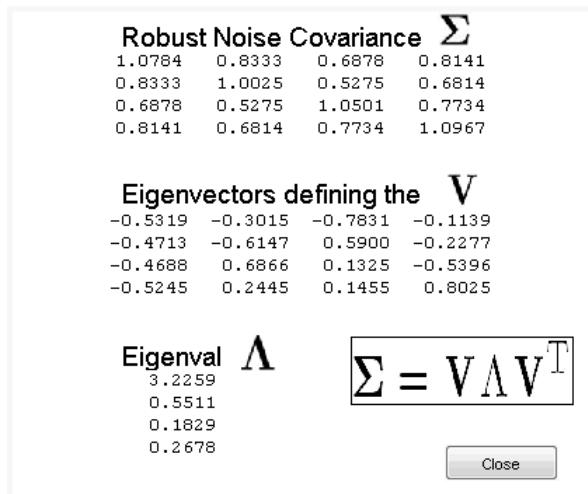 Robust Noise Covariance Σ
1.0784 0.8333 0.6878 0.8141
0.8333 1.0025 0.5275 0.6814
0.6878 0.5275 1.0501 0.7734
0.8141 0.6814 0.7734 1.0967
Eigenvectors defining the V
-0.5319 -0.3015 -0.7831 -0.1139
-0.4713 -0.6147 0.5900 -0.2277
-0.4688 0.6866 0.1325 -0.5396
-0.5245 0.2445 0.1455 0.8025
Eigenval Λ
3.2259
0.5511
0.1829
0.2678
Σ = VΛV^T
Close